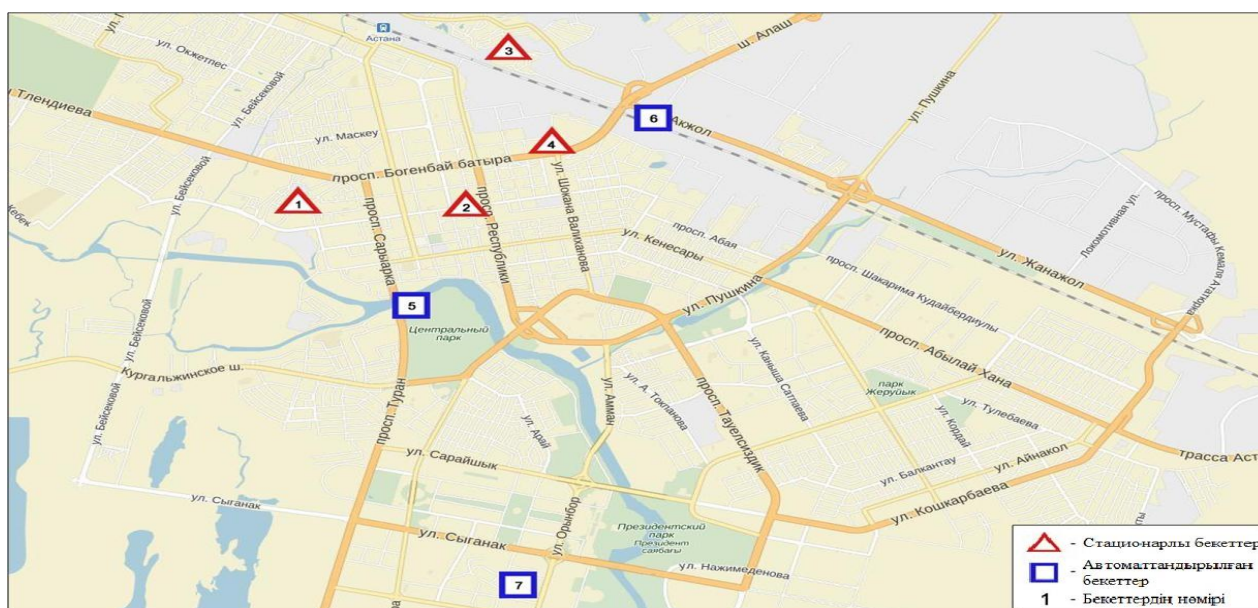 ул. Окжетпес
ул. Бейсековой
Астана
3
ш. Алаш
ул. Пушкина
Тлендиева
ул. Маскеу
6
Акжол
4
просп. Богенбай батыра
ул. Бейсековой
1
2
просп. Сарыарка
просп. Республики
ул. Шокана Валиханова
просп. Абая
ул. Кенесары
Локомотивная ул.
просп. Мустафы Кемаля Ататюрка
Кебек
ул. Жанажол
просп. Шакарима Кудайбердиулы
ул. Пушкина
5
Центральный
парк
ул. Бейсековой
просп. Абылай Хана
Кургальжинское ш.
просп. Туран
ул. Амман
ул. А. Токпанова
ул. Каныша Сатпаева
парк
Жеруйык
просп. Тауелсиздик
ул. Тулебаева
ул. Кордай
ул. Бейсековой
ул. Арай
ул. Сарайшык
ул. Балкантау
ул. Айнакол
трасса Аст
ул. Сыганак
ул. Кошкарбаева
ул. Орынбор
Президентский
парк
Президент
саябағы
ул. Сыганак
ул. Нажимеденова
7
- Стационарлы бекеттер
- Автоматтандырылған
бекеттер
1 - Бекеттердің нөмірі